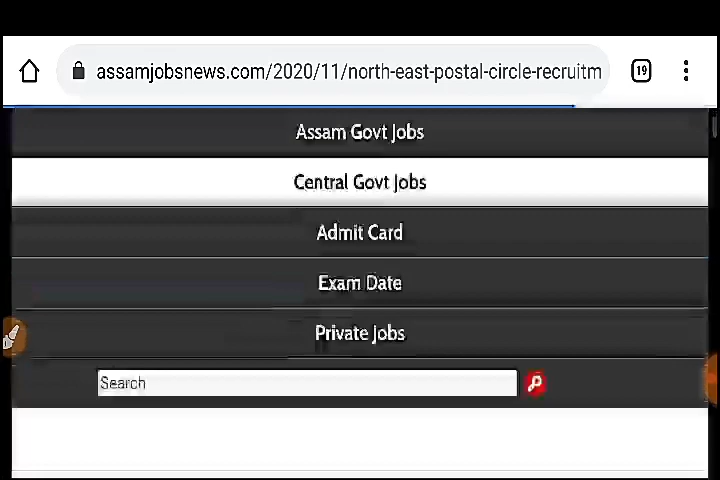 assamjobsnews.com/2020/11/north-east-postal-circle-recruitm
19
Assam Govt Jobs
Central Govt Jobs
Admit Card
Exam Date
Private Jobs
Search